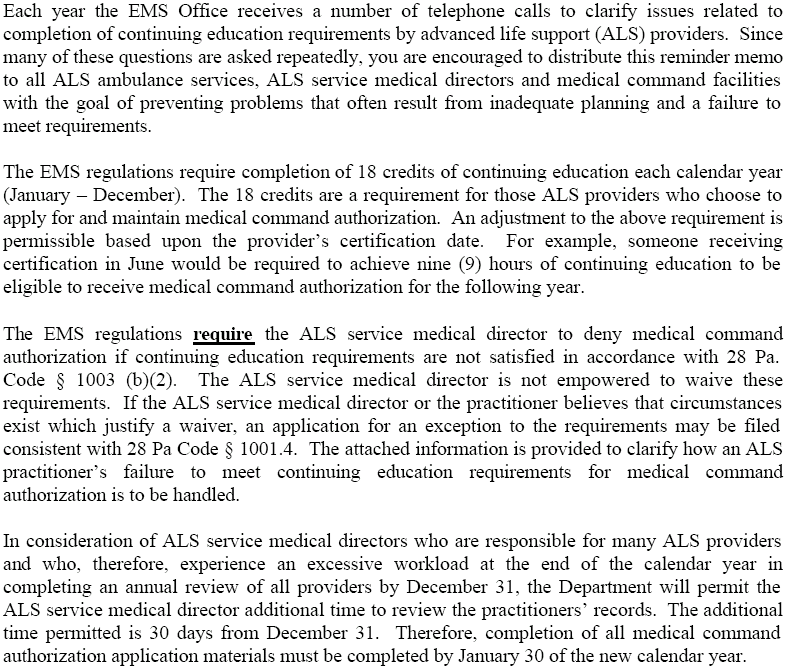 Each year the EMS Office receives a number of telephone calls to clarify issues related to
completion of continuing education requirements by advanced life support (ALS) providers. Since
many of these questions are asked repeatedly, you are encouraged to distribute this reminder memo
to all ALS ambulance services, ALS service medical directors and medical command facilities
with the goal of preventing problems that often result from inadequate planning and a failure to
meet requirements.
The EMS regulations require completion of 18 credits of continuing education each calendar year
(January – December). The 18 credits are a requirement for those ALS providers who choose to
apply for and maintain medical command authorization. An adjustment to the above requirement is
permissible based upon the provider's certification date. For example, someone receiving
certification in June would be required to achieve nine (9) hours of continuing education to be
eligible to receive medical command authorization for the following year.
The EMS regulations require the ALS service medical director to deny medical command
authorization if continuing education requirements are not satisfied in accordance with 28 Pa.
Code § 1003 (b)(2). The ALS service medical director is not empowered to waive these
requirements. If the ALS service medical director or the practitioner believes that circumstances
exist which justify a waiver, an application for an exception to the requirements may be filed
consistent with 28 Pa Code § 1001.4. The attached information is provided to clarify how an ALS
practitioner's failure to meet continuing education requirements for medical command
authorization is to be handled.
In consideration of ALS service medical directors who are responsible for many ALS providers
and who, therefore, experience an excessive workload at the end of the calendar year in
completing an annual review of all providers by December 31, the Department will permit the
ALS service medical director additional time to review the practitioners' records. The additional
time permitted is 30 days from December 31. Therefore, completion of all medical command
authorization application materials must be completed by January 30 of the new calendar year.